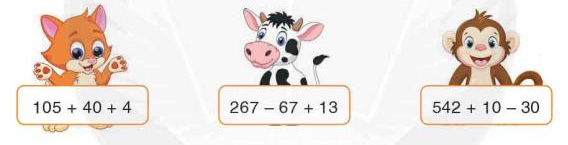 105 + 40 + 4
267 – 67 + 13
542 + 10 – 30